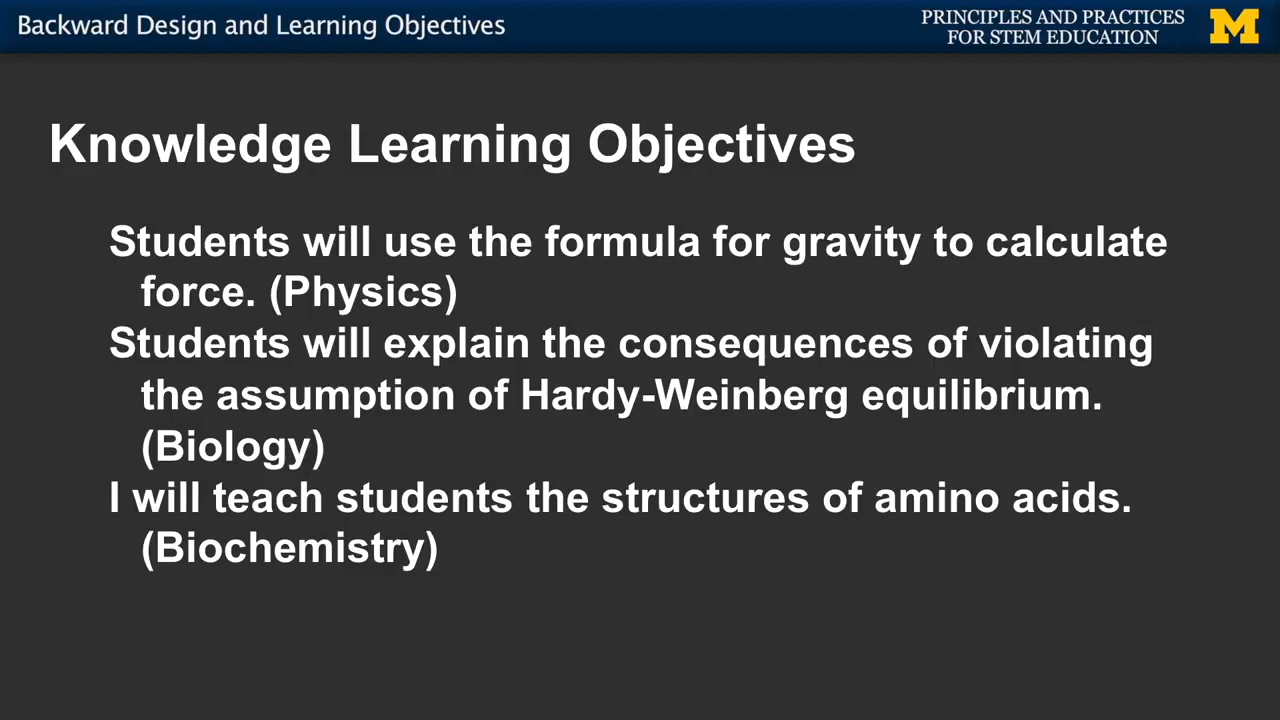 Backward Design and Learning Objectives
PRINCIPLES AND PRACTICES
FOR STEM EDUCATION
M
Knowledge Learning Objectives
Students will use the formula for gravity to calculate
force. (Physics)
Students will explain the consequences of violating
the assumption of Hardy-Weinberg equilibrium.
(Biology)
I will teach students the structures of amino acids.
(Biochemistry)